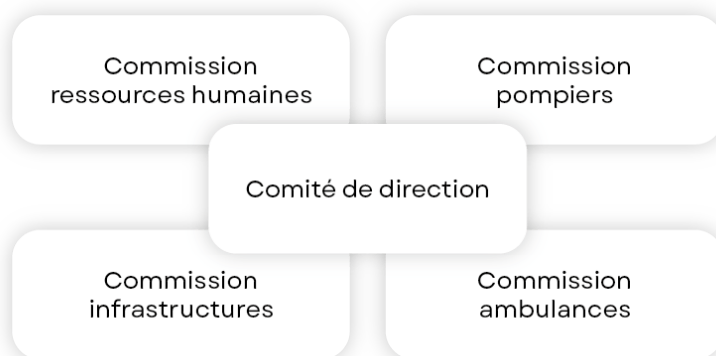 Commission
ressources humaines
Commission
pompiers
Comité de direction
Commission
infrastructures
Commission
ambulances